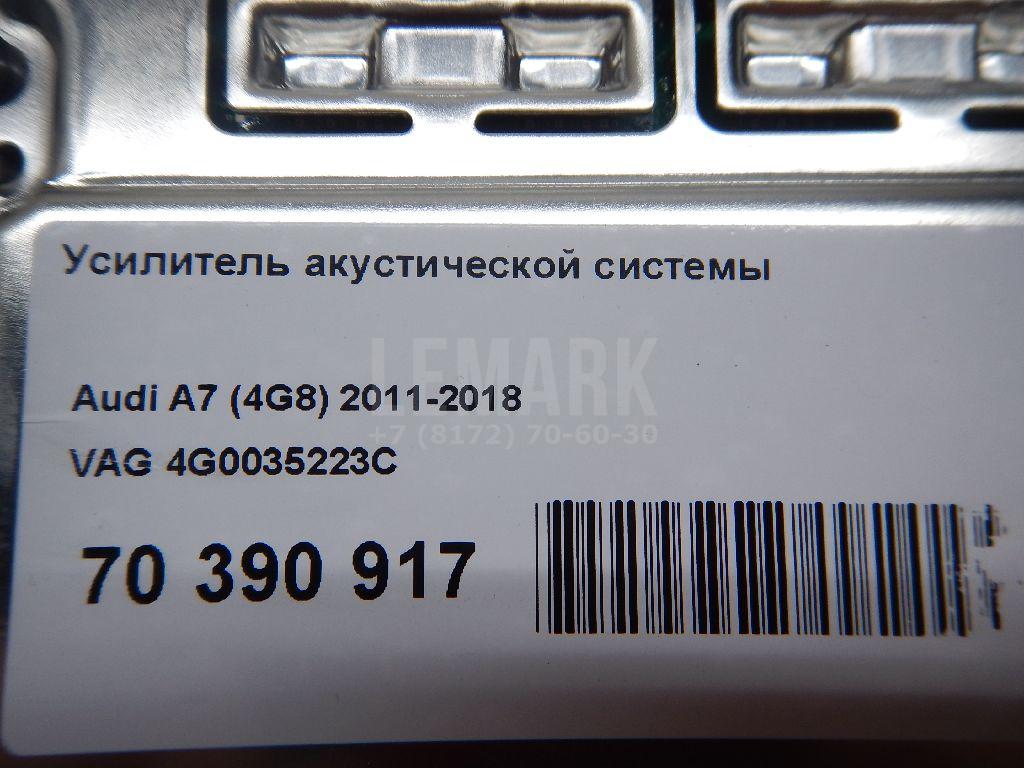 Усилитель акустической системы
LEMARK
Audi A7 (4G8) 2011-2018
+7 (8172) 70-60-30
VAG 4G0035223C
70 390 917